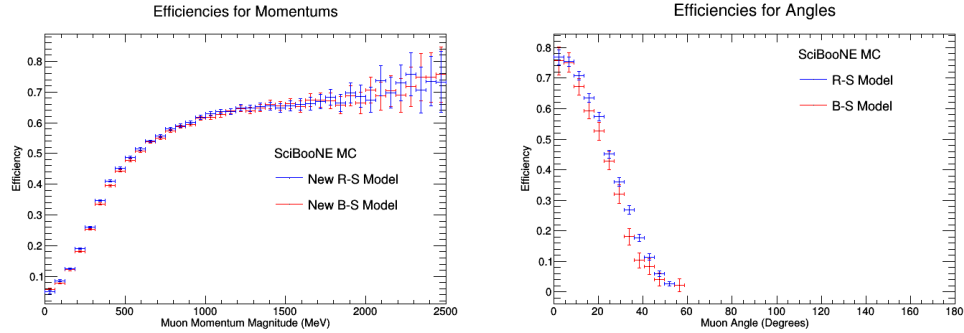 Efficiencies for Momentums
Efficiency
0.8
0.7
0.6
0.5
0.4
0.3
0.2
0.1
SciBooNE MC
New R-S Model
New B-S Model
0 500 1000 1500 2000 2500
Muon Momentum Magnitude (MeV)
Efficiencies for Angles
Efficiency
0.8
0.7
0.6
0.5
0.4
0.3
0.2
0.1
0
SciBooNE MC
R-S Model
B-S Model
0 20 40 60 80 100 120 140 160 180
Muon Angle (Degrees)